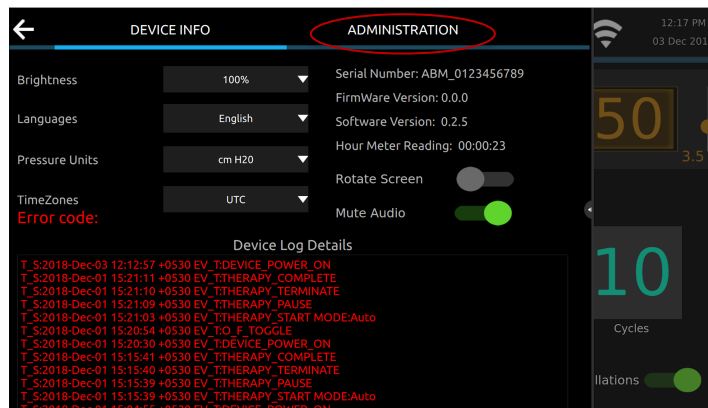 DEVICE INFO
ADMINISTRATION
12:17 PM
03 Dec 201
Brightness
100%
Serial Number: ABM_0123456789
FirmWare Version: 0.0.0
Languages
English
Software Version: 0.2.5
50
Pressure Units
cm H20
Hour Meter Reading: 00:00:23
3.5
Rotate Screen
TimeZones
UTC
Mute Audio
Error code:
Device Log Details
T_S:2018-Dec-03 12:12:57 +0530 EV_T:DEVICE_POWER_ON
T_S:2018-Dec-01 15:21:11 +0530 EV_T:THERAPY_COMPLETE
T_S:2018-Dec-01 15:21:10 +0530 EV_T:THERAPY_TERMINATE
T_S:2018-Dec-01 15:21:09 +0530 EV_T:THERAPY_PAUSE
T_S:2018-Dec-01 15:21:03 +0530 EV_T:THERAPY_START MODE:Auto
T_S:2018-Dec-01 15:20:54 +0530 EV_T:O_F_TOGGLE
T_S:2018-Dec-01 15:20:30 +0530 EV_T:DEVICE_POWER_ON
T_S:2018-Dec-01 15:15:41 +0530 EV_T:THERAPY_COMPLETE
T_S:2018-Dec-01 15:15:40 +0530 EV_T:THERAPY_TERMINATE
T_S:2018-Dec-01 15:15:39 +0530 EV_T:THERAPY_PAUSE
T_S:2018-Dec-01 15:15:39 +0530 EV_T:THERAPY_START MODE:Auto
10
Cycles
llations